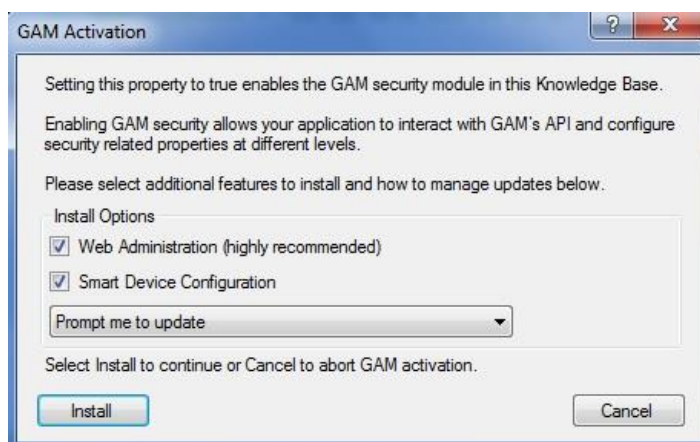 GAM Activation
?
Setting this property to true enables the GAM security module in this Knowledge Base.
Enabling GAM security allows your application to interact with GAM's API and configure
security related properties at different levels.
Please select additional features to install and how to manage updates below.
Install Options
Web Administration (highly recommended)
Smart Device Configuration
Prompt me to update
Select Install to continue or Cancel to abort GAM activation.
Install
Cancel